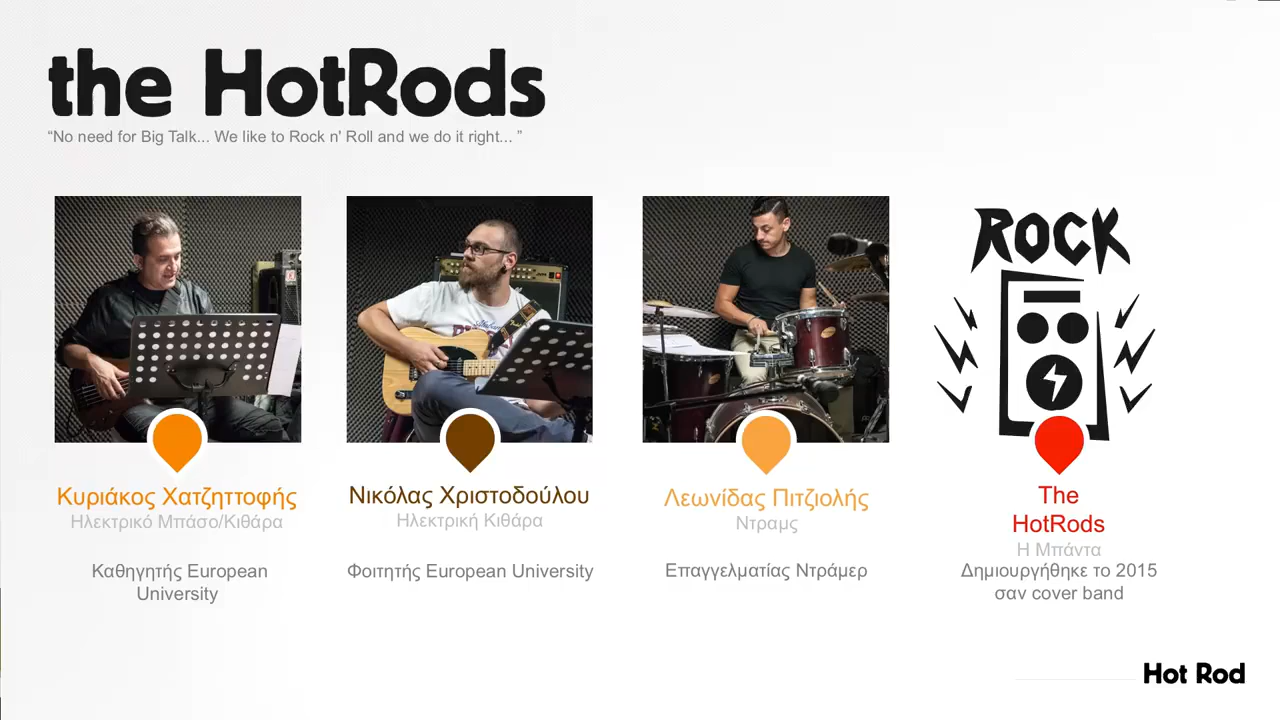 the HotRods
“No need for Big Talk... We like to Rock n' Roll and we do it right... ”
ROCK
Κυριάκος Χατζηττοφής
Ηλεκτρικό Μπάσο/Κιθάρα
Καθηγητής European
University
Νικόλας Χριστοδούλου
Ηλεκτρική Κιθάρα
Φοιτητής European University
Λεωνίδας Πιτζιολής
Ντραμς
Επαγγελματίας Ντράμερ
The
HotRods
Η Μπάντα
Δημιουργήθηκε το 2015
σαν cover band
Hot Rod